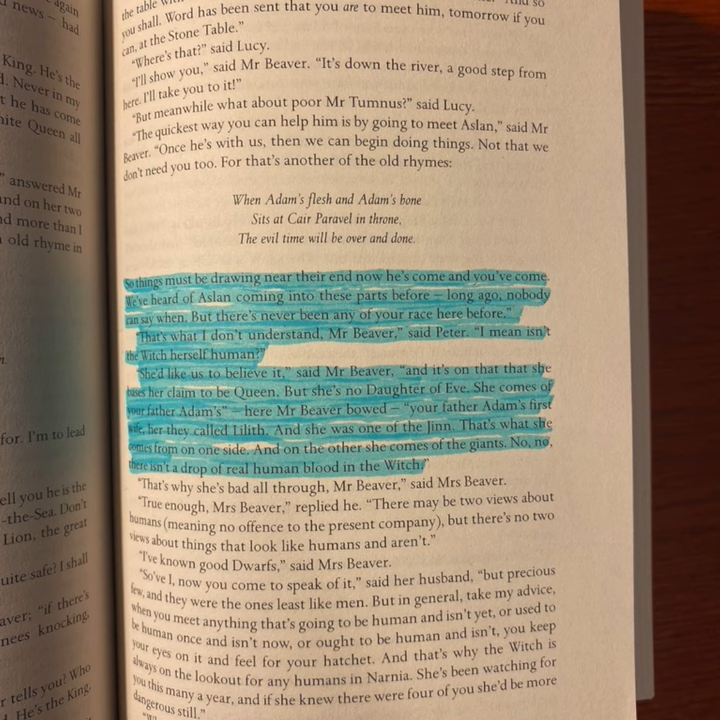 again
news – had
King. He's the
Never in my
t he has come
hite Queen all
" answered Mr
and on her two
nd more than I
old rhyme in
n.
for. I'm to lead
ell you he is the
-the-Sea. Don't
Lion, the great
uite safe? I shall
aver; "if there's
nees knocking,
r tells you? Who
He's the King.
the table
And so
you shall. Word has been sent that you are to meet him, tomorrow if you
can, at the Stone Table."
"Where's that?" said Lucy.
"I'll show you," said Mr Beaver. "It's down the river, a good step from
here. I'll take you to it!"
"But meanwhile what about poor Mr Tumnus?" said Lucy.
"The quickest way you can help him is by going to meet Aslan," said Mr
Beaver. "Once he's with us, then we can begin doing things. Not that we
don't need you too. For that's another of the old rhymes:
When Adam's flesh and Adam's bone
Sits at Cair Paravel in throne,
The evil time will be over and done.
So things must be drawing near their end now he's come and you've come.
We've heard of Aslan coming into these parts before – long ago, nobody
can say when. But there's never been any of your race here before."
"That's what I don't understand, Mr Beaver," said Peter. "I mean isn't
the Witch herself human?"
"She'd like us to believe it," said Mr Beaver, "and it's on that that she
bases her claim to be Queen. But she's no Daughter of Eve. She comes of
your father Adam's" – here Mr Beaver bowed – "your father Adam's first
wife, her they called Lilith. And she was one of the Jinn. That's what she
comes from on one side. And on the other she comes of the giants. No, no,
there isn't a drop of real human blood in the Witch."
"That's why she's bad all through, Mr Beaver," said Mrs Beaver.
"True enough, Mrs Beaver," replied he. "There may be two views about
humans (meaning no offence to the present company), but there's no two
views about things that look like humans and aren't."
"I've known good Dwarfs," said Mrs Beaver.
"So've I, now you come to speak of it," said her husband, "but precious
few, and they were the ones least like men. But in general, take my advice,
when you meet anything that's going to be human and isn't yet, or used to
be human once and isn't now, or ought to be human and isn't, you keep
your eyes on it and feel for your hatchet. And that's why the Witch is
always on the lookout for any humans in Narnia. She's been watching for
you this many a year, and if she knew there were four of you she'd be more
dangerous still."